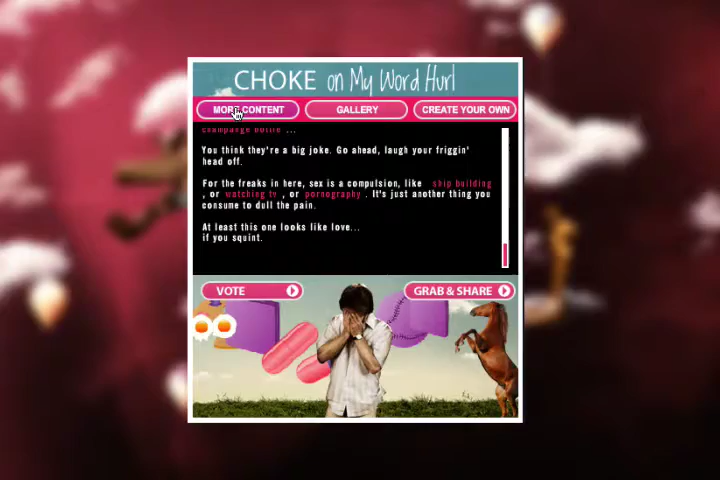 CHOKE on My Word Hurl
MORE CONTENT GALLERY CREATE YOUR OWN
champange bottle ...
You think they're a big joke. Go ahead, laugh your friggin'
head off.
For the freaks in here, sex is a compulsion, like ship building
, or watching tv , or pornography . It's just another thing you
consume to dull the pain.
At least this one looks like love...
if you squint.
VOTE GRAB & SHARE